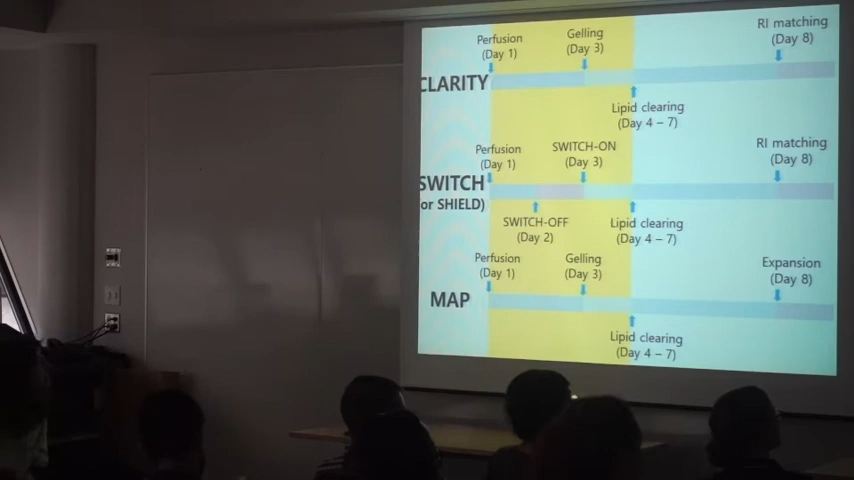 Perfusion
(Day 1)
Gelling
(Day 3)
RI matching
(Day 8)
CLARITY
Lipid clearing
(Day 4 – 7)
Perfusion
(Day 1)
SWITCH-ON
(Day 3)
RI matching
(Day 8)
SWITCH
or SHIELD)
SWITCH-OFF
(Day 2)
Lipid clearing
(Day 4 – 7)
Perfusion
(Day 1)
Gelling
(Day 3)
Expansion
(Day 8)
MAP
Lipid clearing
(Day 4 – 7)